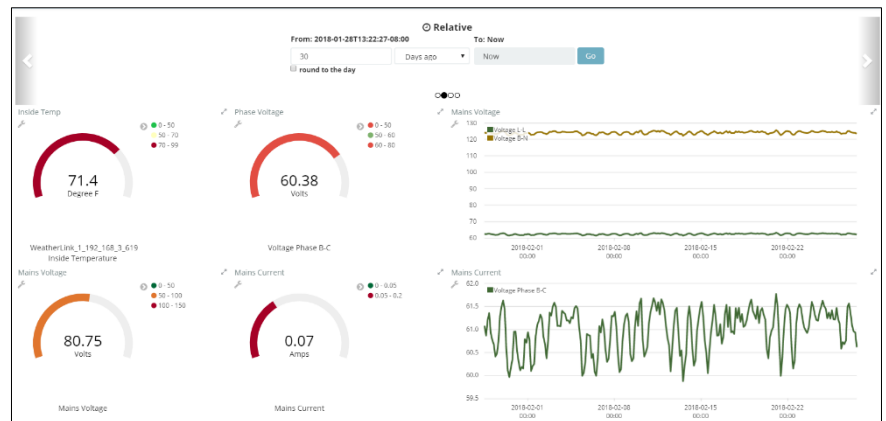 Relative
From: 2018-01-28T13:22:27-08:00 To: Now
30 Days ago Now Go
round to the day
Inside Temp
0 - 50
50 - 70
70 - 99
71.4
Degree F
WeatherLink_1_192_168_3_619
Inside Temperature
Phase Voltage
0 - 50
50 - 60
60 - 80
60.38
Volts
Voltage Phase B-C
Mains Voltage
Voltage L-L
Voltage B-N
130
120
110
100
90
80
70
60
2018-02-01 2018-02-08 2018-02-15 2018-02-22
00:00 00:00 00:00 00:00
Mains Voltage
0 - 50
50 - 100
100 - 150
80.75
Volts
Mains Voltage
Mains Current
0 - 0.05
0.05 - 0.2
0.07
Amps
Mains Current
Mains Current
Voltage Phase B-C
62.0
61.5
61.0
60.5
60.0
59.5
2018-02-01 2018-02-08 2018-02-15 2018-02-22
00:00 00:00 00:00 00:00